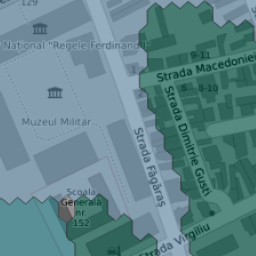 129
National "Regele Ferdinand
9-11
Strada Macedoniei
S... 8-10
Strada Dimitrie Gusti
Muzeul Militar
Strada Făgăraș
Școala
Generală
nr.
152
Strada Virgiliu